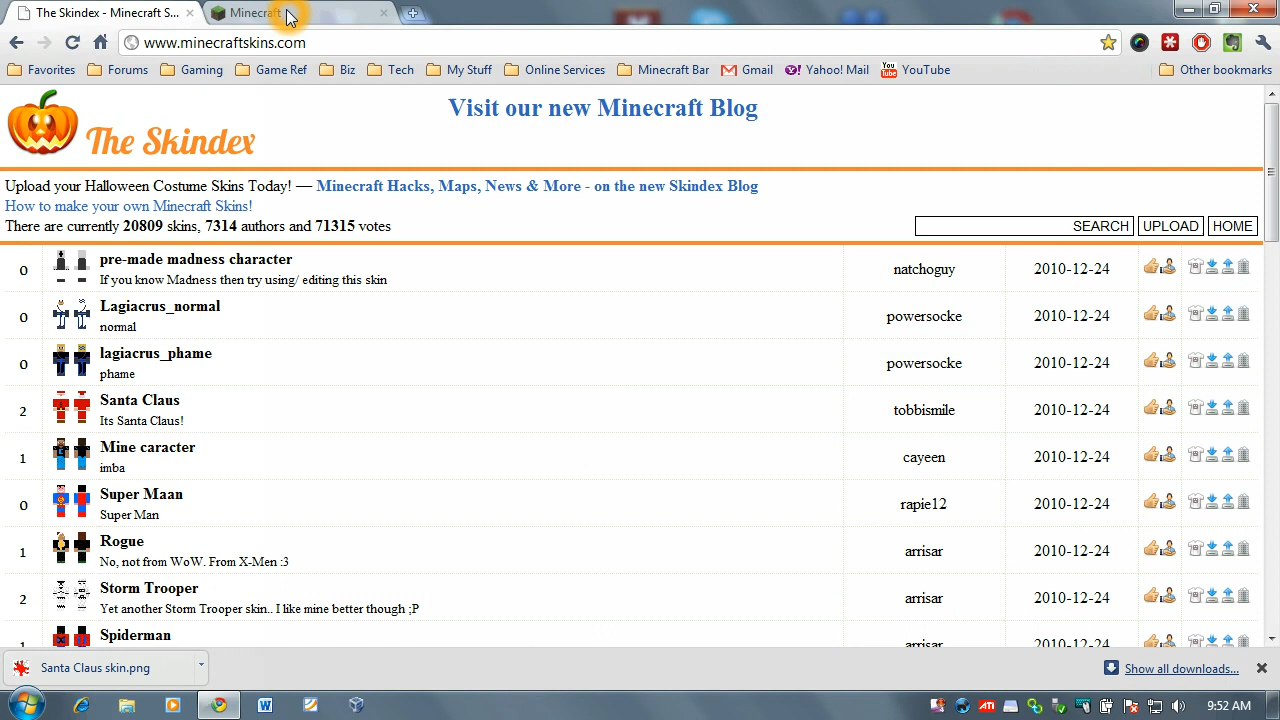 The Skindex - Minecraft S...
Minecraft
www.minecraftskins.com
Favorites
Forums
Gaming
Game Ref
Biz
Tech
My Stuff
Online Services
Minecraft Bar
Gmail
Yahoo! Mail
You Tube
YouTube
Other bookmarks
The Skindex
Visit our new Minecraft Blog
Upload your Halloween Costume Skins Today! — Minecraft Hacks, Maps, News & More - on the new Skindex Blog
How to make your own Minecraft Skins!
There are currently 20809 skins, 7314 authors and 71315 votes
SEARCH
UPLOAD
HOME
0 pre-made madness character natchoguy 2010-12-24
If you know Madness then try using/ editing this skin
0 Lagiacrus_normal powersocke 2010-12-24
normal
0 lagiacrus_phame powersocke 2010-12-24
phame
2 Santa Claus tobbismile 2010-12-24
Its Santa Claus!
1 Mine caracter cayeen 2010-12-24
imba
0 Super Maan rapie12 2010-12-24
Super Man
1 Rogue arrisar 2010-12-24
No, not from WoW. From X-Men :3
2 Storm Trooper arrisar 2010-12-24
Yet another Storm Trooper skin.. I like mine better though ;P
1 Spiderman arrisar 2010-12-24
Santa Claus skin.png
Show all downloads...
ATI
9:52 AM